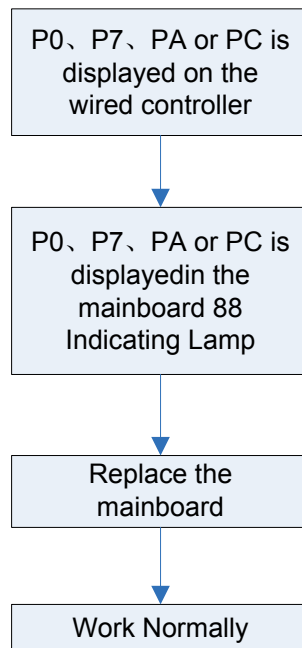 P0、P7、PA or PC is
displayed on the
wired controller
P0、P7、PA or PC is
displayedin the
mainboard 88
Indicating Lamp
Replace the
mainboard
Work Normally